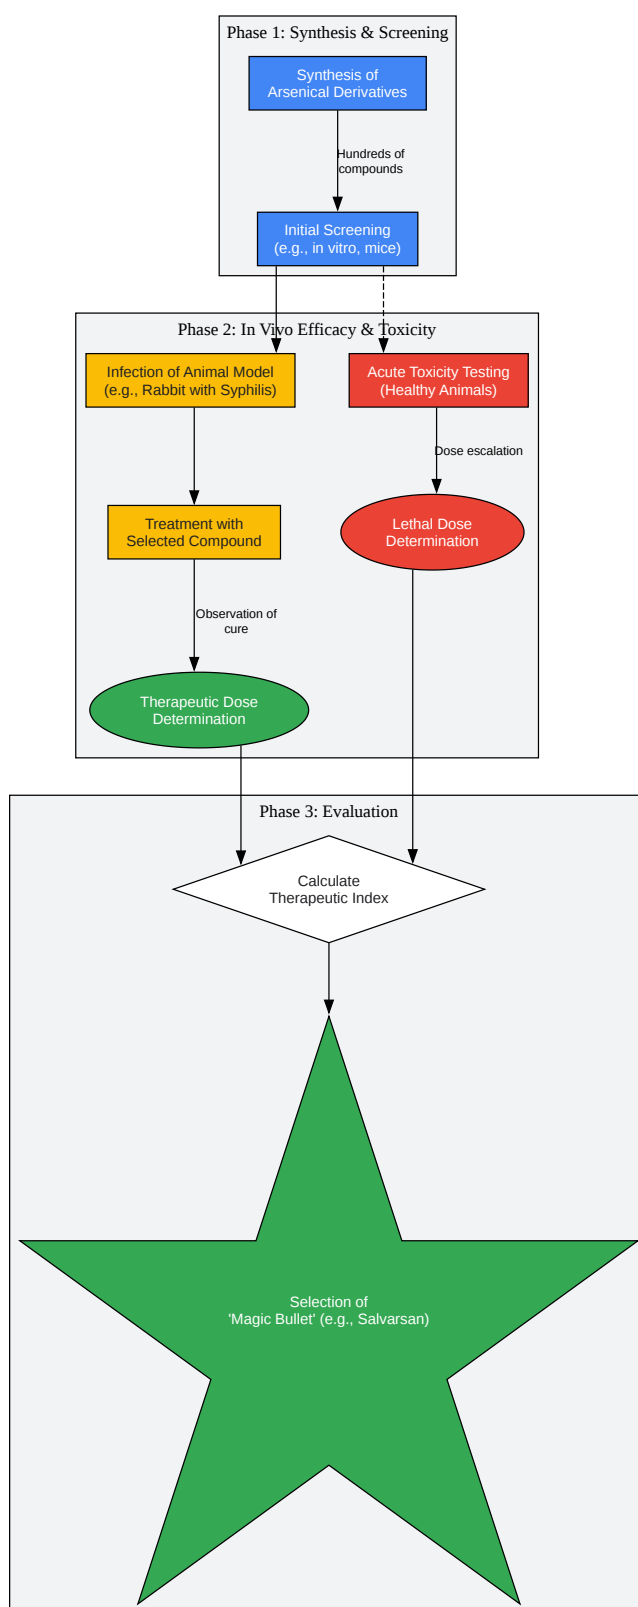 Phase 1: Synthesis & Screening
Synthesis of
Arsenical Derivatives
Hundreds of
compounds
Initial Screening
(e.g., in vitro, mice)
Phase 2: In Vivo Efficacy & Toxicity
Infection of Animal Model
(e.g., Rabbit with Syphilis)
Acute Toxicity Testing
(Healthy Animals)
Dose escalation
Treatment with
Selected Compound
Lethal Dose
Determination
Observation of
cure
Therapeutic Dose
Determination
Phase 3: Evaluation
Calculate
Therapeutic Index
Selection of
'Magic Bullet' (e.g., Salvarsan)